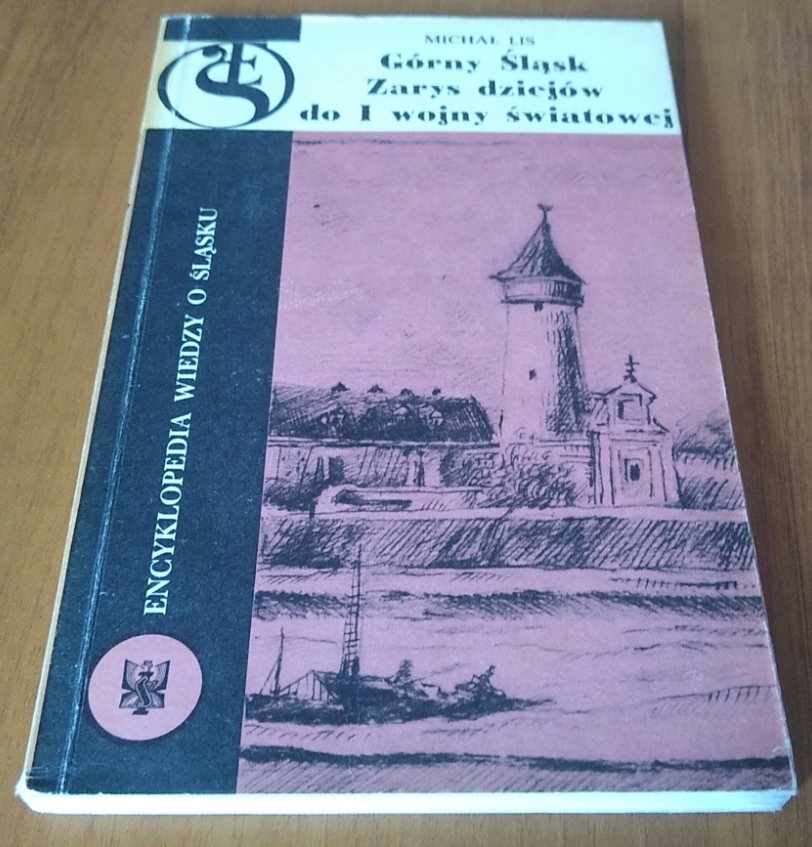 MICHAŁ LIS
Górny Śląsk
Zarys dziejów
do I wojny światowej
ENCYKLOPEDIA WIEDZY O ŚLĄSKU